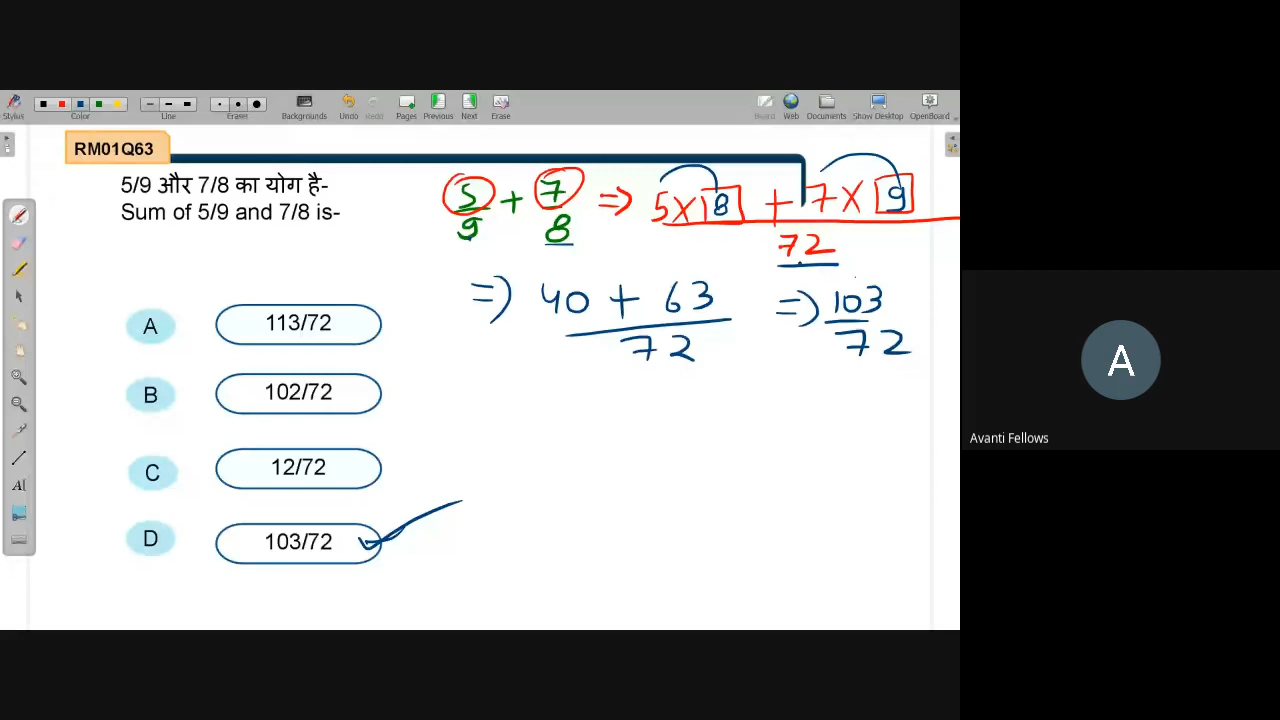 Stylus Color Line Eraser Backgrounds Undo Redo Pages Previous Next Erase Board Web Documents Show Desktop OpenBoard
RM01Q63
5/9 और 7/8 का योग है-
Sum of 5/9 and 7/8 is-
5/9 + 7/8 => 5 x 8 + 7 x 9 / 72
=> 40 + 63 / 72 => 103 / 72
A 113/72
B 102/72
C 12/72
D 103/72
A
Avanti Fellows